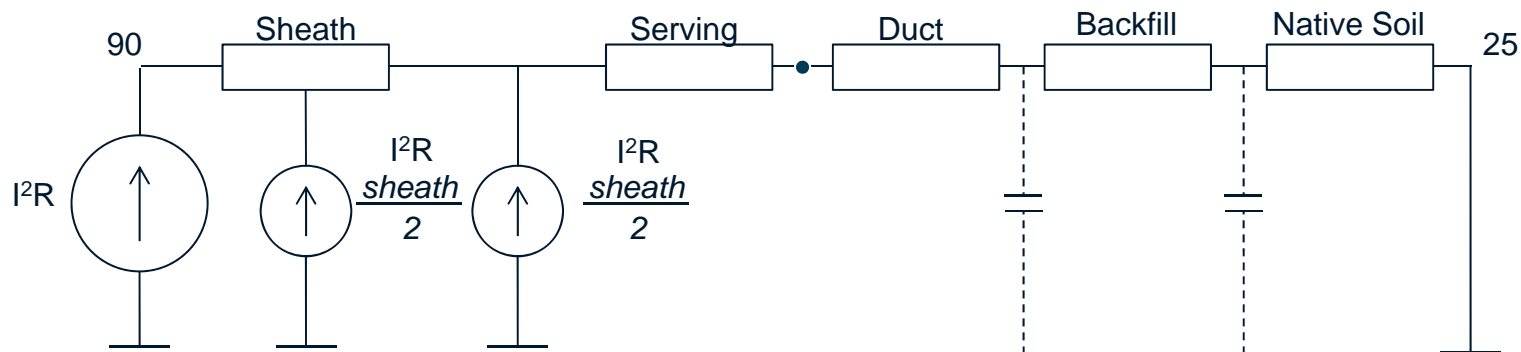 90
Sheath
Serving
Duct
Backfill
Native Soil
25
I²R
I²R
sheath
2
I²R
sheath
2